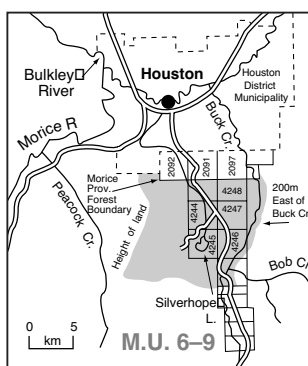 Bulkley
River
Houston
Houston
District
Municipality
Morice R
Buck Cr.
2092
2091
2097
Morice
Prov.
Forest
Boundary
4248
200m
East of
Buck Cr
4244
4247
Peacock Cr.
Height of land
4245
4246
Bob Cr
Silverhope
L.
0 5
km
M.U. 6–9